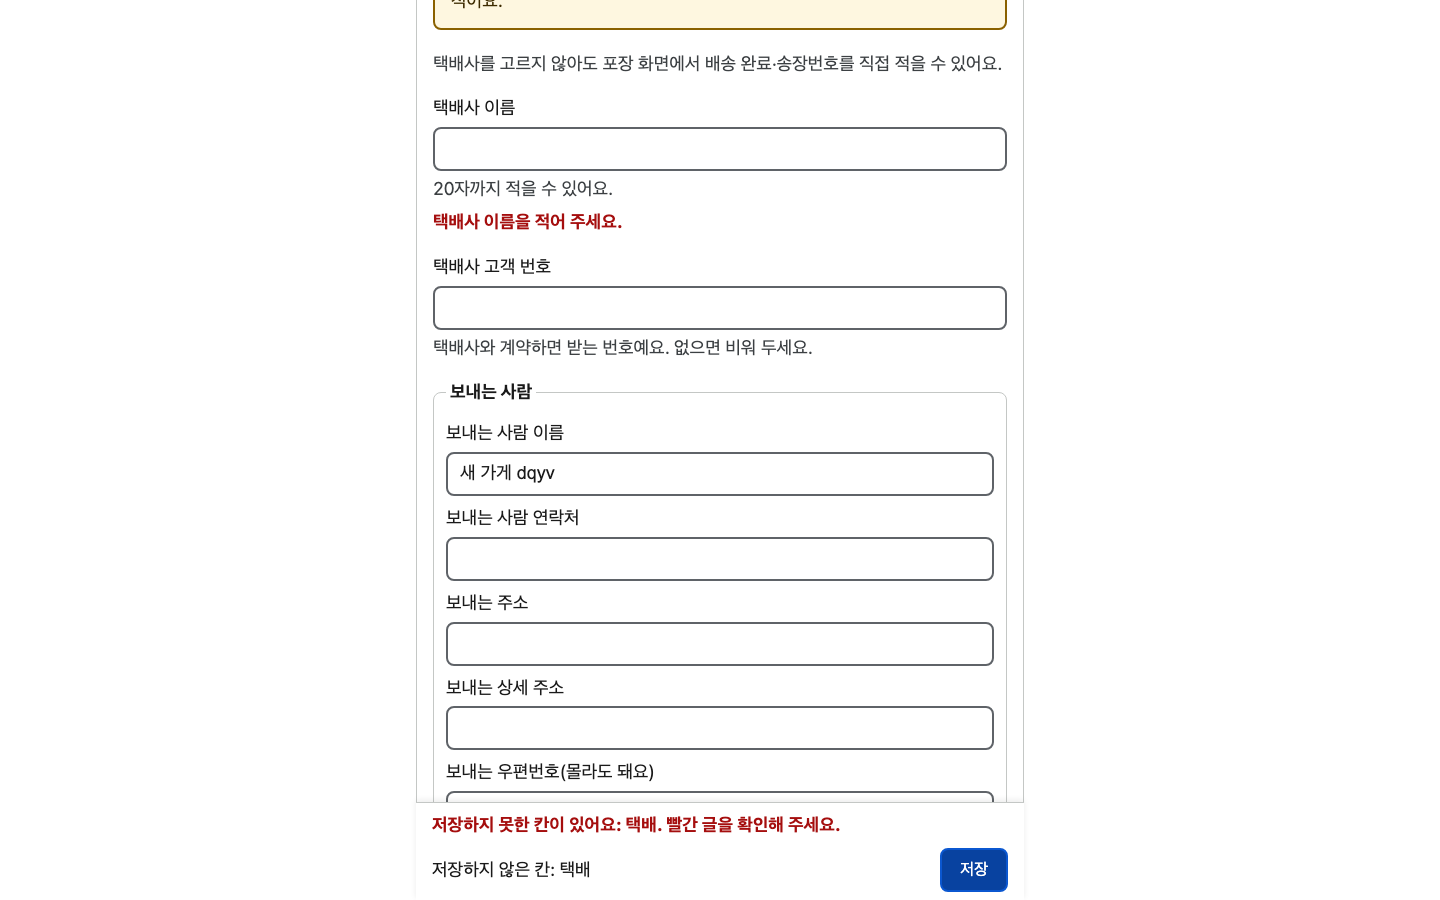 적어요.
택배사를 고르지 않아도 포장 화면에서 배송 완료·송장번호를 직접 적을 수 있어요.
택배사 이름
20자까지 적을 수 있어요.
택배사 이름을 적어 주세요.
택배사 고객 번호
택배사와 계약하면 받는 번호예요. 없으면 비워 두세요.
보내는 사람
보내는 사람 이름
새 가게 dqyv
보내는 사람 연락처
보내는 주소
보내는 상세 주소
보내는 우편번호(몰라도 돼요)
저장하지 못한 칸이 있어요: 택배. 빨간 글을 확인해 주세요.
저장하지 않은 칸: 택배
저장